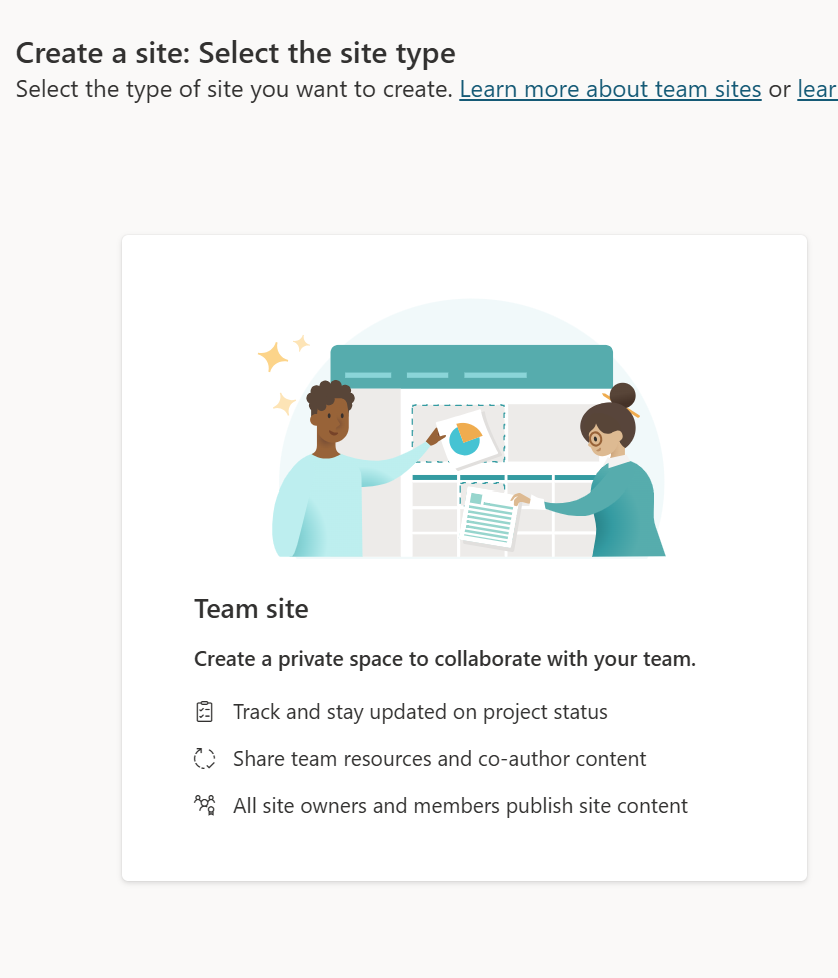 Create a site: Select the site type
Select the type of site you want to create. Learn more about team sites or lear
Team site
Create a private space to collaborate with your team.
Track and stay updated on project status
Share team resources and co-author content
All site owners and members publish site content